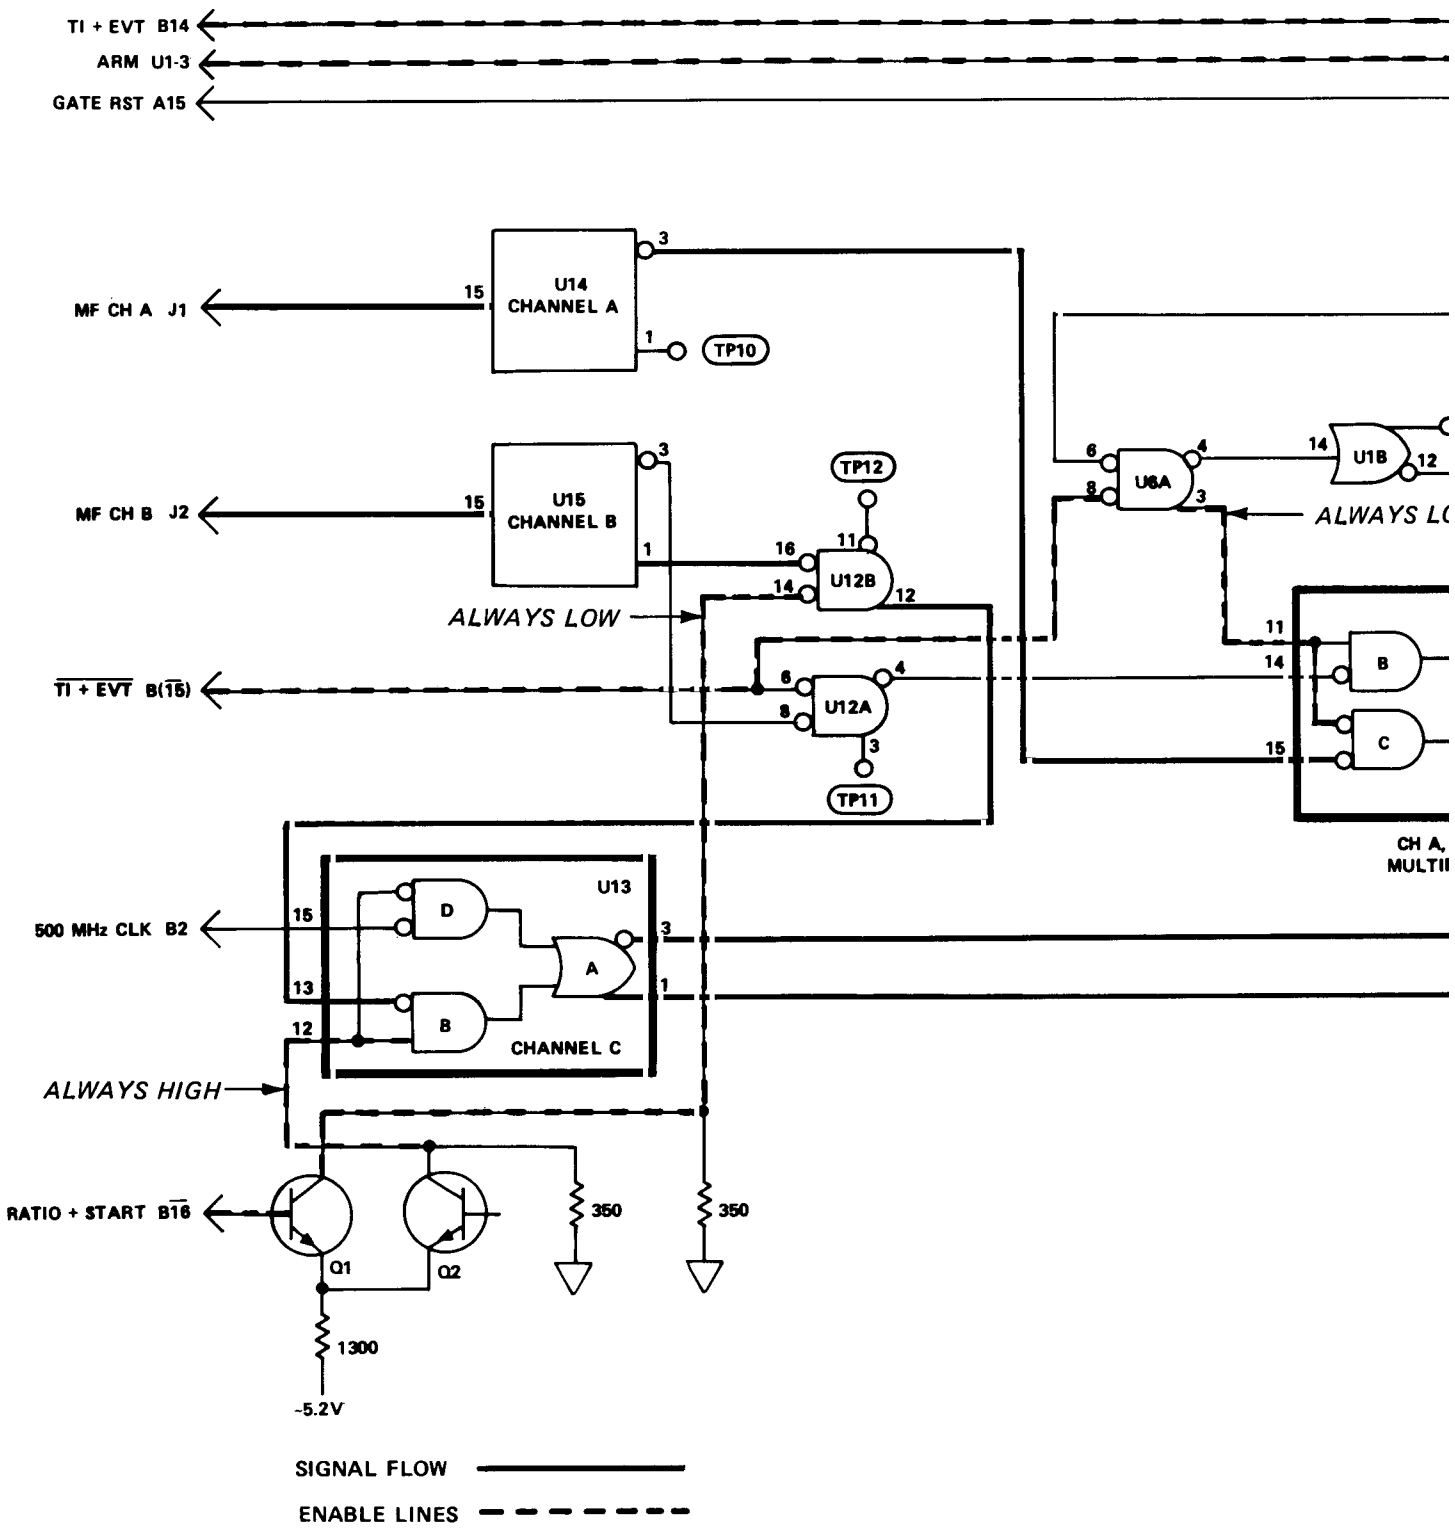 TI + EVT B14
ARM U1-3
GATE RST A15
3
U14
CHANNEL A
15
MF CH A J1
1
TP10
3
U15
CHANNEL B
15
MF CH B J2
1
TP12
16
11
14
U12B
12
ALWAYS LOW
6
4
8
U6A
3
14
U1B
12
ALWAYS LO
11
14
B
15
C
CH A,
MULTI
TI + EVT B(15)
6
4
8
U12A
3
TP11
U13
500 MHz CLK B2
15
D
3
A
13
1
12
B
CHANNEL C
ALWAYS HIGH
RATIO + START B16
350
350
Q1
Q2
1300
-5.2V
SIGNAL FLOW
ENABLE LINES